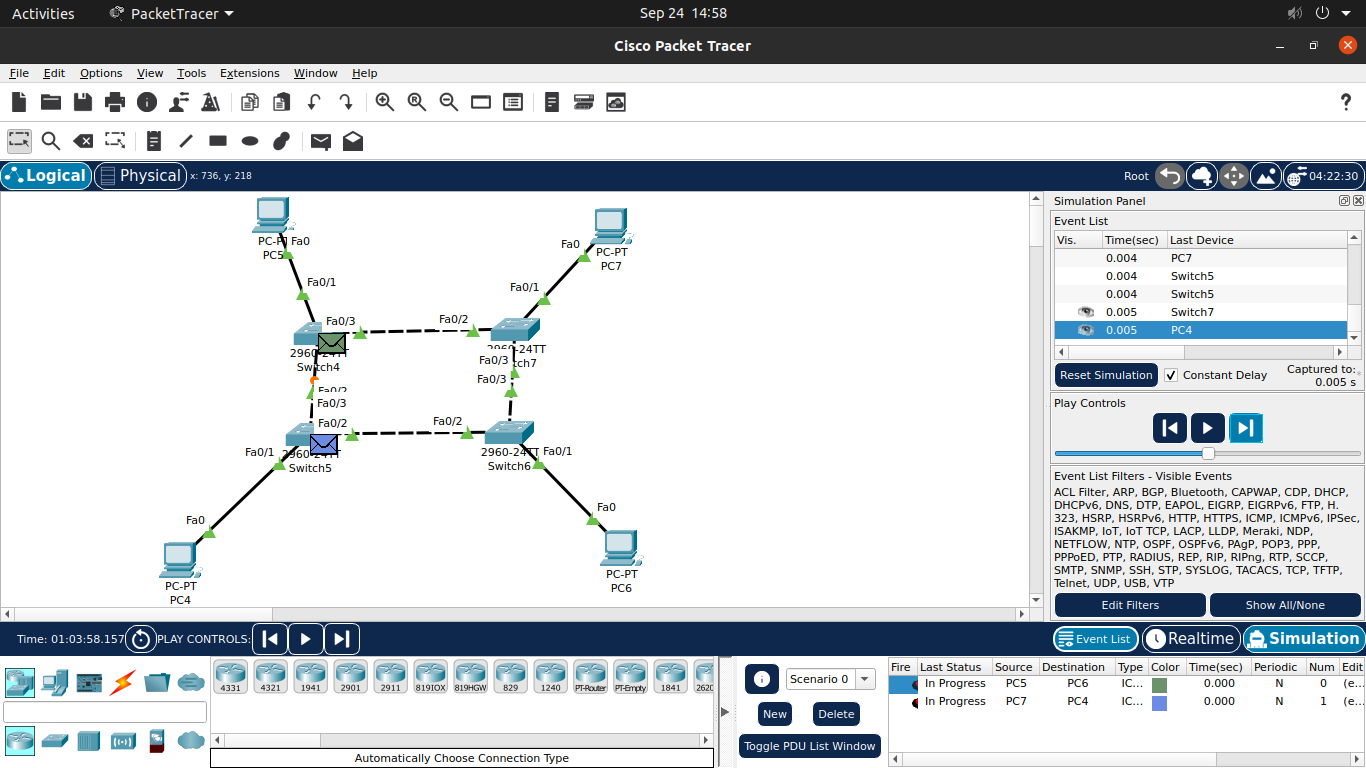 Activities PacketTracer Sep 24 14:58
Cisco Packet Tracer
File Edit Options View Tools Extensions Window Help
?
Logical Physical x: 736, y: 218 Root 04:22:30
PC5
Fa0
Fa0/1
Fa0/3
2960-24TT
Switch4
Fa0/2
Fa0/3
PC-PT
PC7
Fa0
Fa0/1
Fa0/2
Fa0/3
Fa0/3
Fa0/2
Fa0/1
2960-24TT
Switch5
Fa0/2
2960-24TT
Switch6
Fa0/1
Fa0
PC-PT
PC4
Fa0
PC-PT
PC6
Simulation Panel
Event List
Vis. Time(sec) Last Device
0.004 PC7
0.004 Switch5
0.004 Switch5
0.005 Switch7
0.005 PC4
Reset Simulation Constant Delay Captured to:
0.005 s
Play Controls
Event List Filters - Visible Events
ACL Filter, ARP, BGP, Bluetooth, CAPWAP, CDP, DHCP,
DHCPv6, DNS, DTP, EAPOL, EIGRP, EIGRPv6, FTP, H.
323, HSRP, HSRPv6, HTTP, HTTPS, ICMP, ICMPv6, IPSec,
ISAKMP, IoT, IoT TCP, LACP, LLDP, Meraki, NDP,
NETFLOW, NTP, OSPF, OSPFv6, PAgP, POP3, PPP,
PPPoED, PTP, RADIUS, REP, RIP, RIPng, RTP, SCCP,
SMTP, SNMP, SSH, STP, SYSLOG, TACACS, TCP, TFTP,
Telnet, UDP, USB, VTP
Edit Filters Show All/None
Time: 01:03:58.157 PLAY CONTROLS: Event List Realtime Simulation
4331 4321 1941 2901 2911 819IOX 819HGW 829 1240 PT-Router PT-Empty 1841 2620
Automatically Choose Connection Type
Scenario 0
New Delete
Toggle PDU List Window
Fire Last Status Source Destination Type Color Time(sec) Periodic Num Edit
In Progress PC5 PC6 IC... 0.000 N 0 (e...
In Progress PC7 PC4 IC... 0.000 N 1 (e...